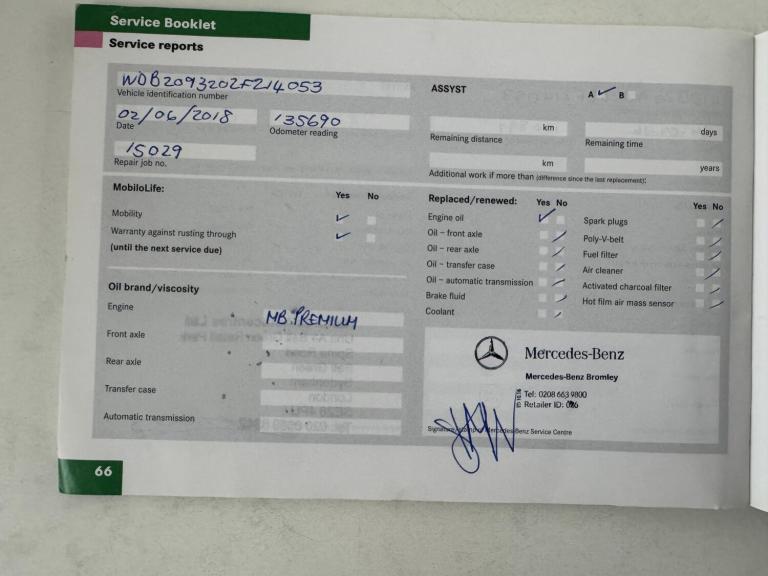 Service Booklet
Service reports
WDB2093202F214053
Vehicle identification number
02/06/2018 135690
Date Odometer reading
15029
Repair job no.
ASSYST A B
km days
Remaining distance Remaining time
km years
Additional work if more than (difference since the last replacement):
MobiloLife:
Yes No
Mobility
Warranty against rusting through
(until the next service due)
Replaced/renewed: Yes No Yes No
Engine oil Spark plugs
Oil – front axle Poly-V-belt
Oil – rear axle Fuel filter
Oil – transfer case Air cleaner
Oil – automatic transmission Activated charcoal filter
Brake fluid Hot film air mass sensor
Coolant
Oil brand/viscosity
Engine MB PREMIUM
Front axle
Rear axle
Transfer case
Automatic transmission
Mercedes-Benz
Mercedes-Benz Bromley
Tel: 0208 663 9800
Retailer ID:
Mercedes-Benz Service Centre
66